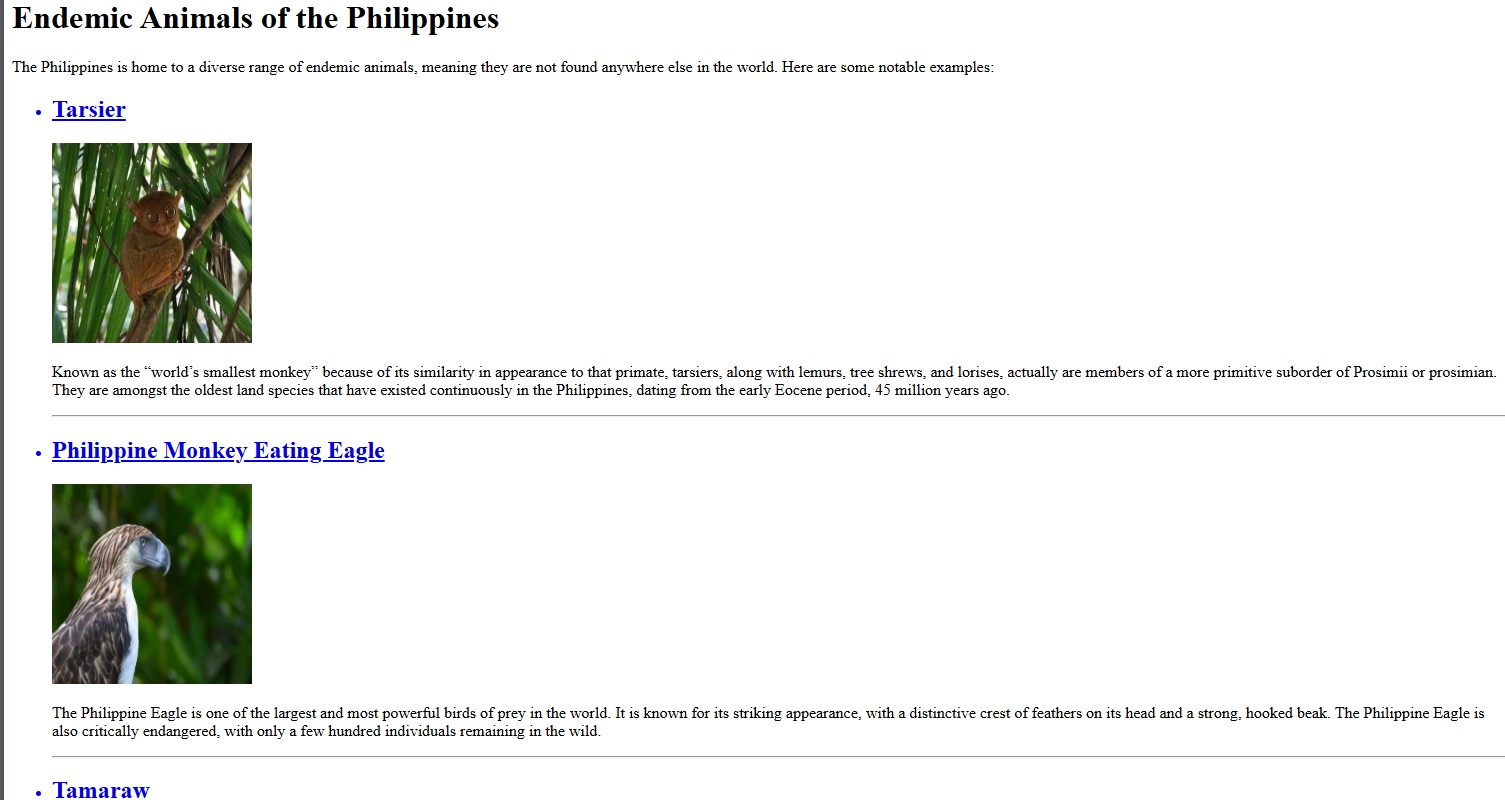 Endemic Animals of the Philippines
The Philippines is home to a diverse range of endemic animals, meaning they are not found anywhere else in the world. Here are some notable examples:
Tarsier
Known as the “world’s smallest monkey” because of its similarity in appearance to that primate, tarsiers, along with lemurs, tree shrews, and lorises, actually are members of a more primitive suborder of Prosimii or prosimian.
They are amongst the oldest land species that have existed continuously in the Philippines, dating from the early Eocene period, 45 million years ago.
Philippine Monkey Eating Eagle
The Philippine Eagle is one of the largest and most powerful birds of prey in the world. It is known for its striking appearance, with a distinctive crest of feathers on its head and a strong, hooked beak. The Philippine Eagle is
also critically endangered, with only a few hundred individuals remaining in the wild.
Tamaraw